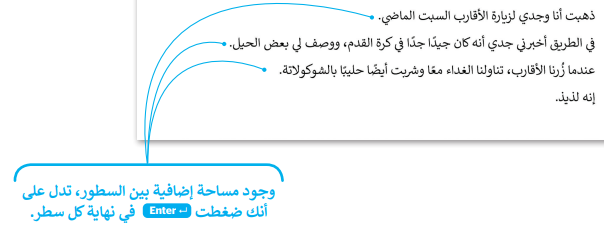 ذهبت أنا وجدي لزيارة الأقارب السبت الماضي.
في الطريق أخبرني جدي أنه كان جيدًا جدًا في كرة القدم، ووصف لي بعض الحيل.
عندما زُرنا الأقارب، تناولنا الغداء معًا وشربت أيضًا حليبًا بالشوكولاتة.
إنه لذيذ.
وجود مساحة إضافية بين السطور، تدل على
أنك ضغطت Enter ↵ في نهاية كل سطر.